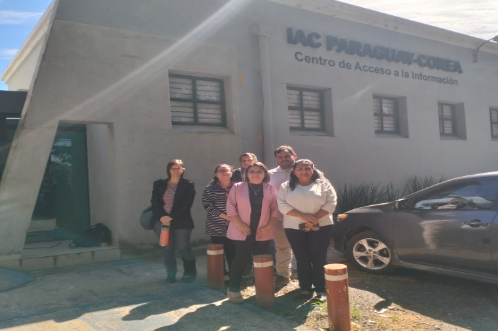 IAC PARAGUAY-COREA
Centro de Acceso a la Información